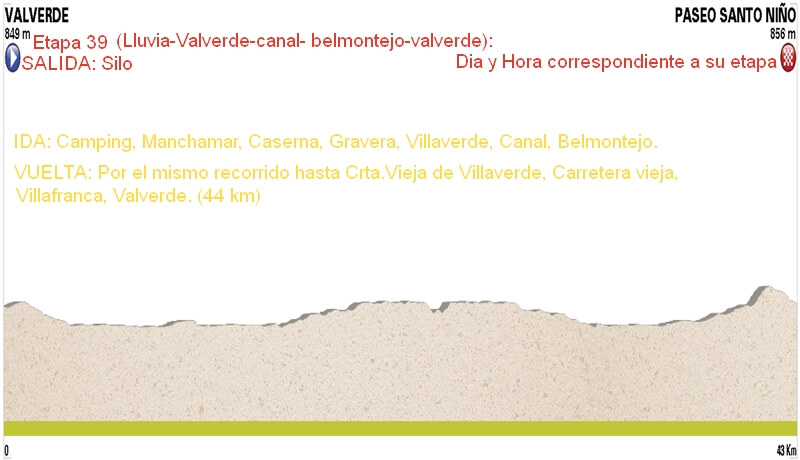 VALVERDE
PASEO SANTO NIÑO
849 m
856 m
Etapa 39 (Lluvia-Valverde-canal- belmontejo-valverde):
SALIDA: Silo
Dia y Hora correspondiente a su etapa
IDA: Camping, Manchamar, Caserna, Gravera, Villaverde, Canal, Belmontejo.
VUELTA: Por el mismo recorrido hasta Crta.Vieja de Villaverde, Carretera vieja,
Villafranca, Valverde. (44 km)
0
43 Km